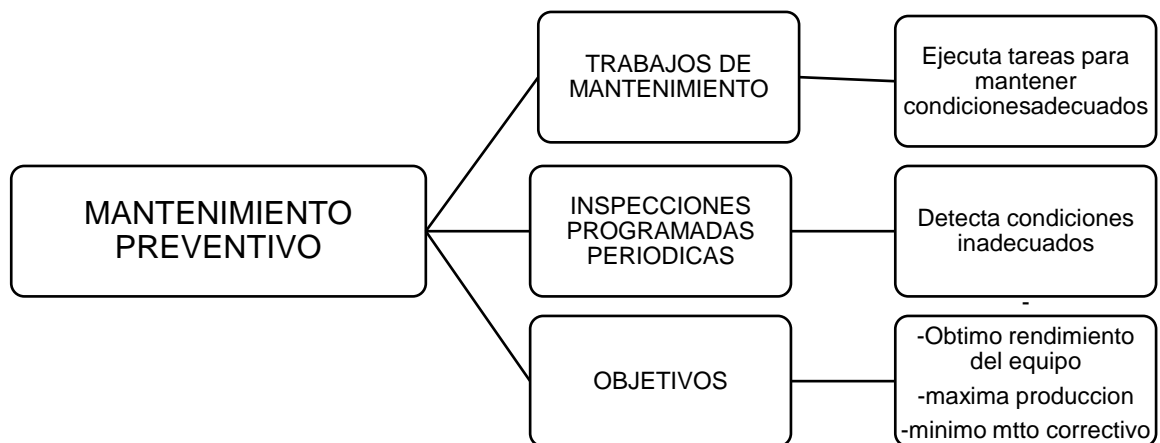 MANTENIMIENTO
PREVENTIVO
TRABAJOS DE
MANTENIMIENTO
Ejecuta tareas para
mantener
condicionesadecuados
INSPECCIONES
PROGRAMADAS
PERIODICAS
Detecta condiciones
inadecuados
OBJETIVOS
-
-Obtimo rendimiento
del equipo
-maxima produccion
-minimo mtto correctivo